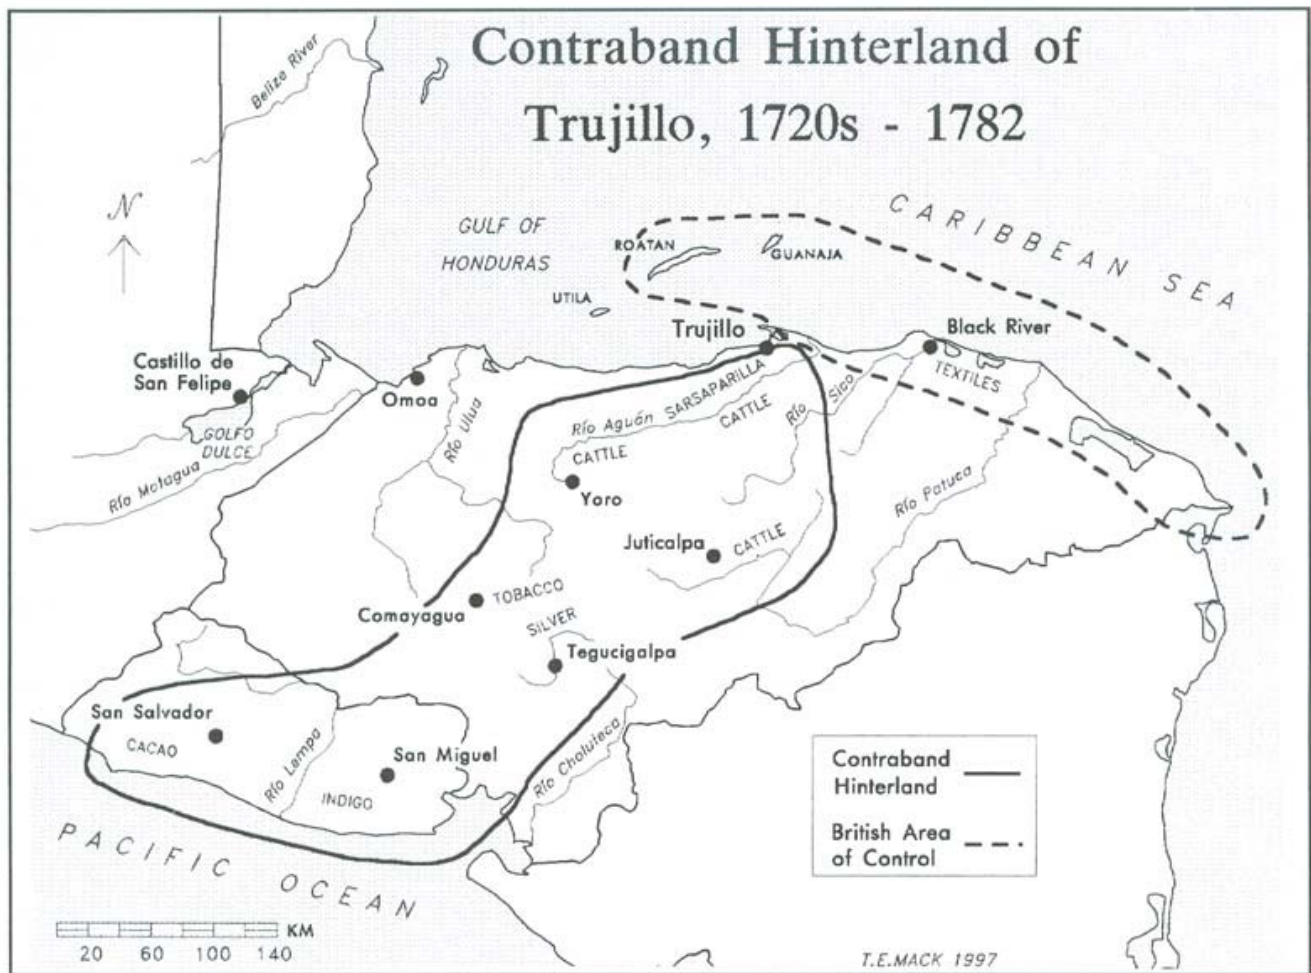 Contraband Hinterland of
Trujillo, 1720s - 1782
Belize River
N
CARIBBEAN SEA
GULF OF
HONDURAS
ROATAN
GUANAJA
UTILA
Trujillo
Black River
Castillo de
San Felipe
Omoa
GOLFO
DULCE
Río Motagua
Río Ulua
Río Aguán
SARSAPARILLA
CATTLE
Río Sico
TEXTILES
CATTLE
Yoro
Río Patuca
Juticalpa
CATTLE
Comayagua
TOBACCO
SILVER
Tegucigalpa
San Salvador
CACAO
Río Lempa
San Miguel
INDIGO
Río Choluteca
Contraband
Hinterland
British Area
of Control
PACIFIC OCEAN
KM
20 60 100 140
T.E.MACK 1997